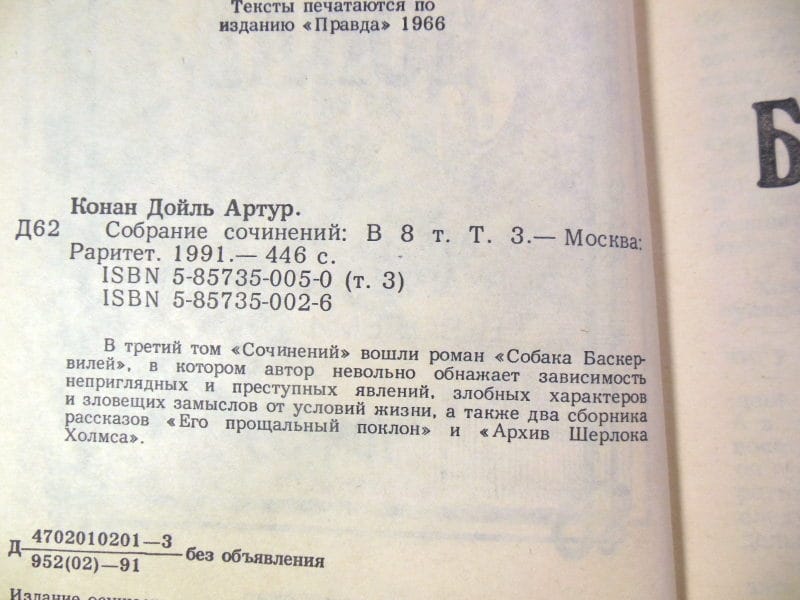 Тексты печатаются по
изданию «Правда» 1966
Конан Дойль Артур.
Д62 Собрание сочинений: В 8 т. Т. 3.— Москва:
Раритет. 1991.— 446 с.
ISBN 5-85735-005-0 (т. 3)
ISBN 5-85735-002-6
В третий том «Сочинений» вошли роман «Собака Баскер-
вилей», в котором автор невольно обнажает зависимость
неприглядных и преступных явлений, злобных характеров
и зловещих замыслов от условий жизни, а также два сборника
рассказов «Его прощальный поклон» и «Архив Шерлока
Холмса».
Д 4702010201—3
952(02)—91 без объявления
Издание
Б